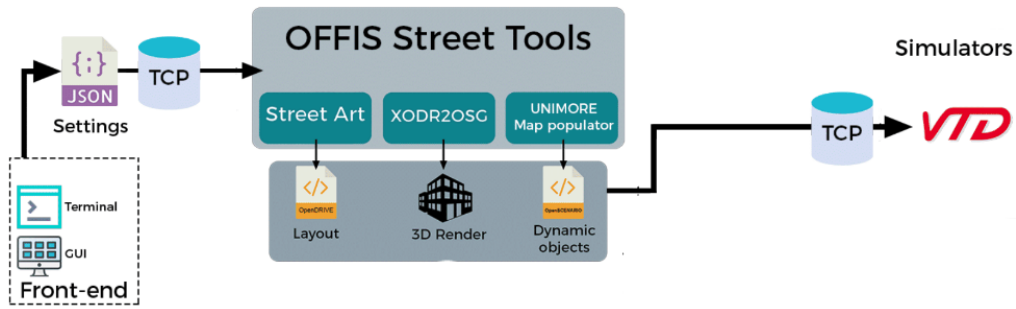 OFFIS Street Tools
Simulators
{;}
JSON
TCP
Settings
Street Art
XODR2OSG
UNIMORE
Map populator
TCP
VTD
Terminal
GUI
Front-end
</>
OpenDRIVE
Layout
3D Render
</>
OpenSCENARIO
Dynamic
objects